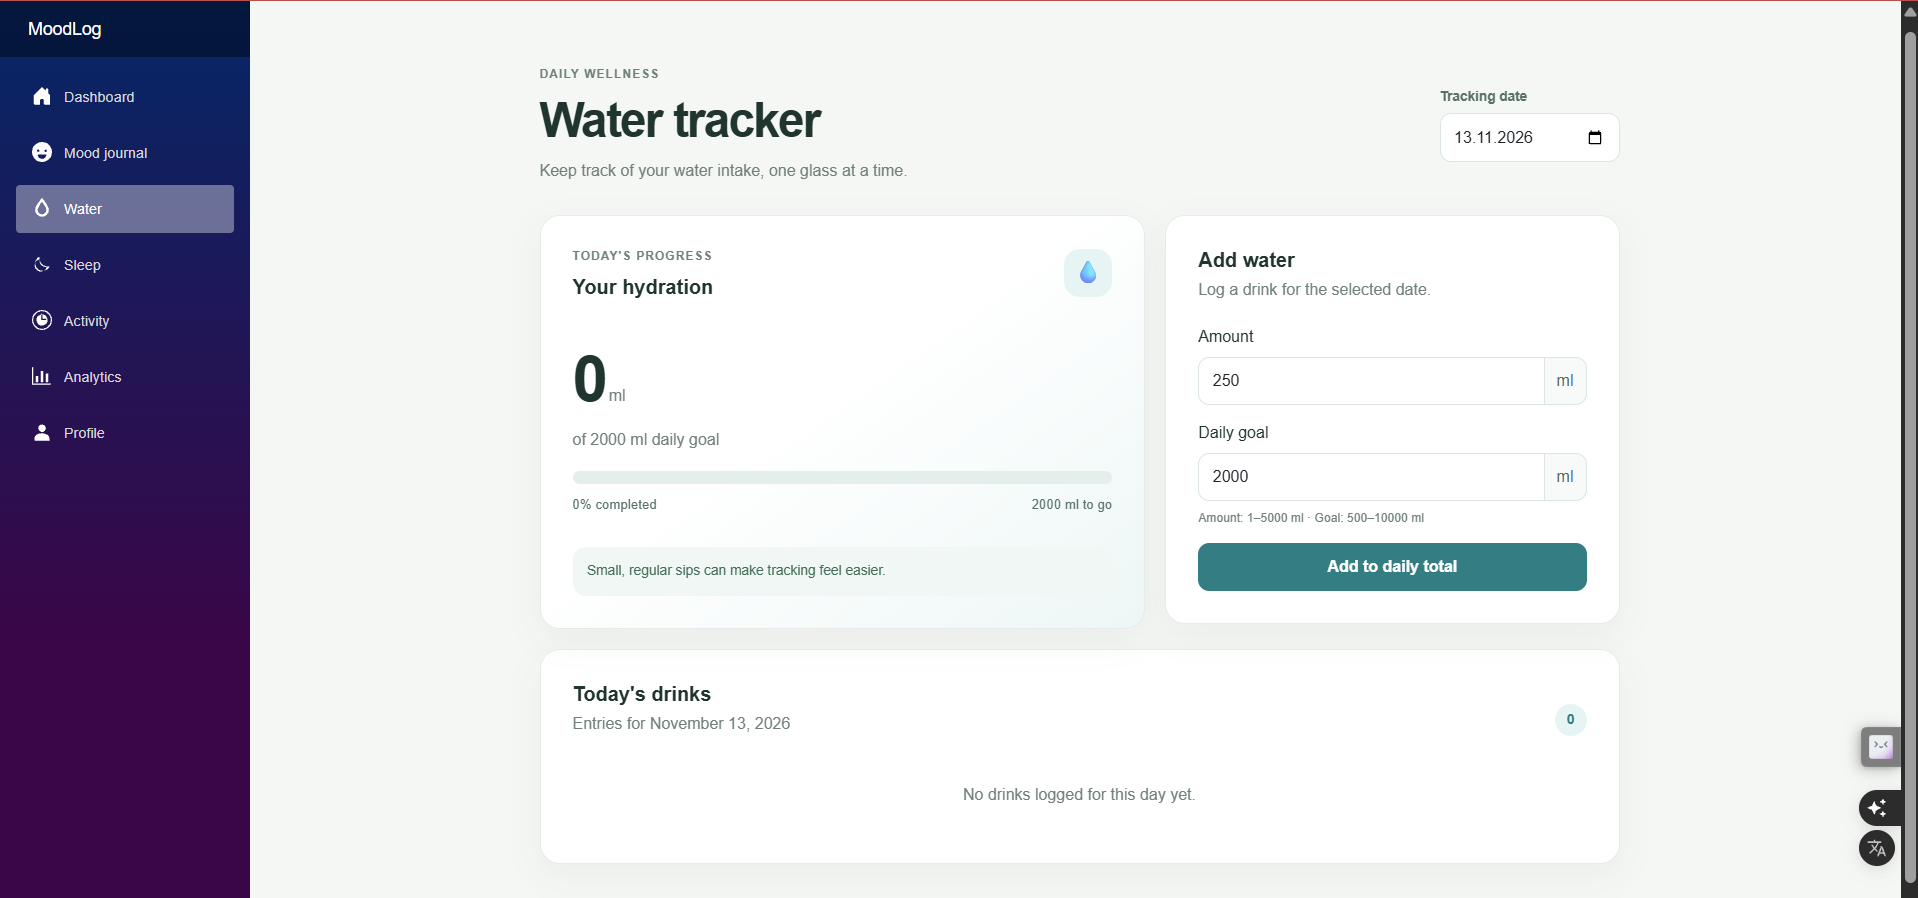 MoodLog
Dashboard
Mood journal
Water
Sleep
Activity
Analytics
Profile
DAILY WELLNESS
Water tracker
Keep track of your water intake, one glass at a time.
Tracking date
13.11.2026
TODAY'S PROGRESS
Your hydration
0 ml
of 2000 ml daily goal
0% completed
2000 ml to go
Small, regular sips can make tracking feel easier.
Add water
Log a drink for the selected date.
Amount
250 ml
Daily goal
2000 ml
Amount: 1–5000 ml · Goal: 500–10000 ml
Add to daily total
Today's drinks
Entries for November 13, 2026
0
No drinks logged for this day yet.